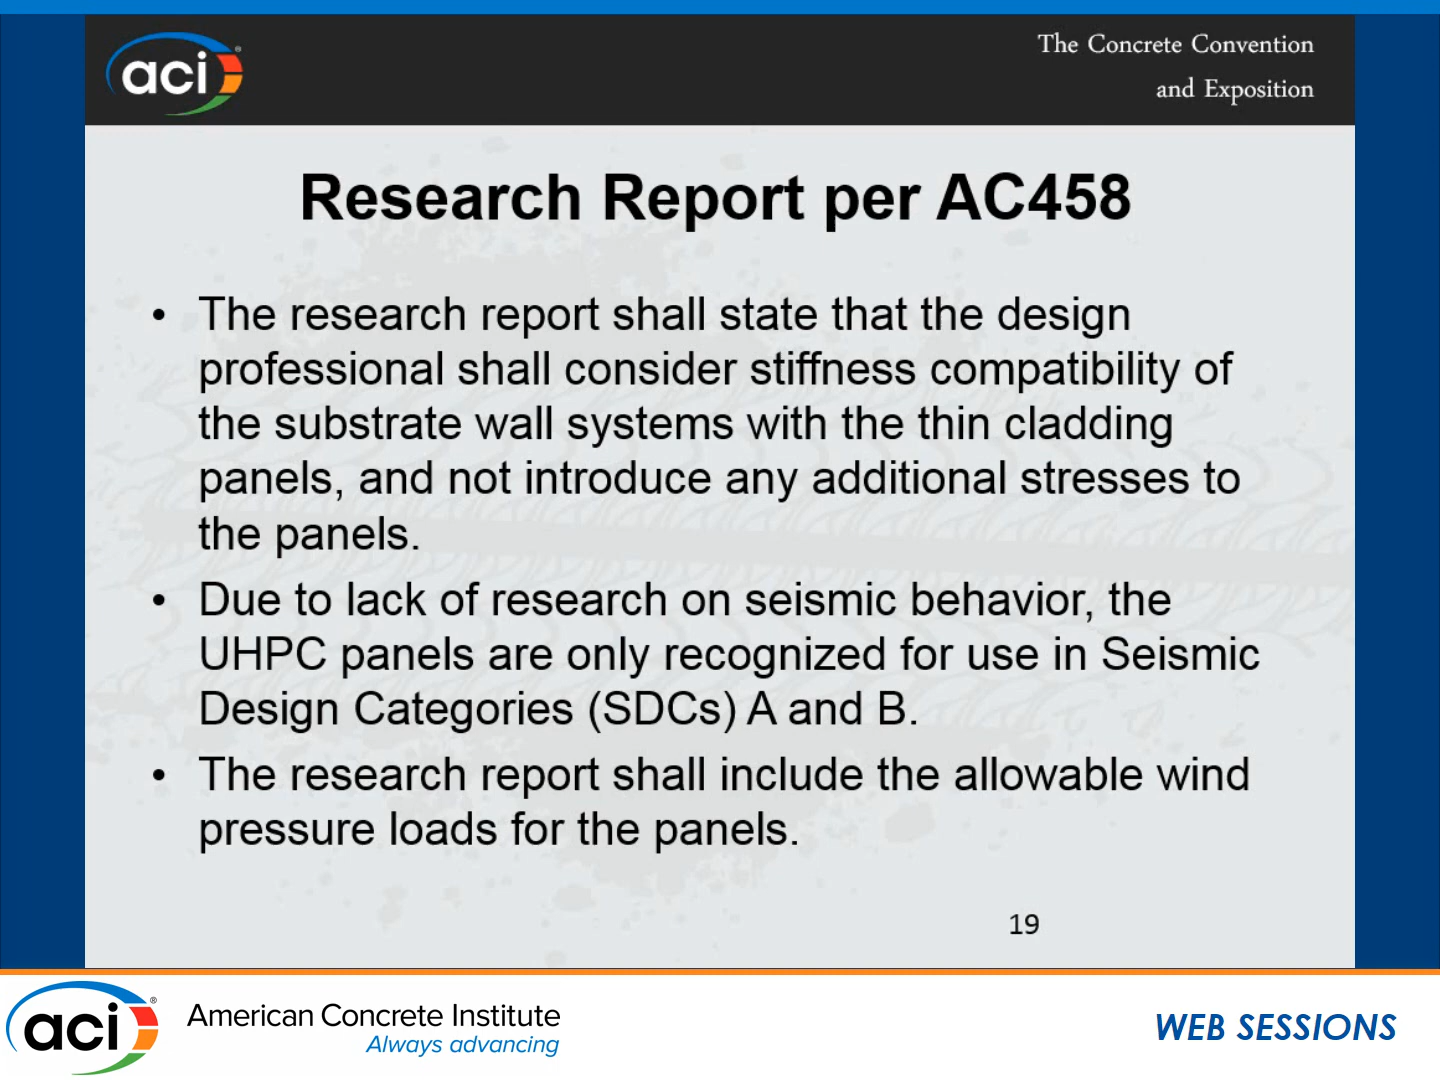 aci®
The Concrete Convention
and Exposition
Research Report per AC458
• The research report shall state that the design
professional shall consider stiffness compatibility of
the substrate wall systems with the thin cladding
panels, and not introduce any additional stresses to
the panels.
• Due to lack of research on seismic behavior, the
UHPC panels are only recognized for use in Seismic
Design Categories (SDCs) A and B.
• The research report shall include the allowable wind
pressure loads for the panels.
19
aci®
American Concrete Institute
Always advancing
WEB SESSIONS